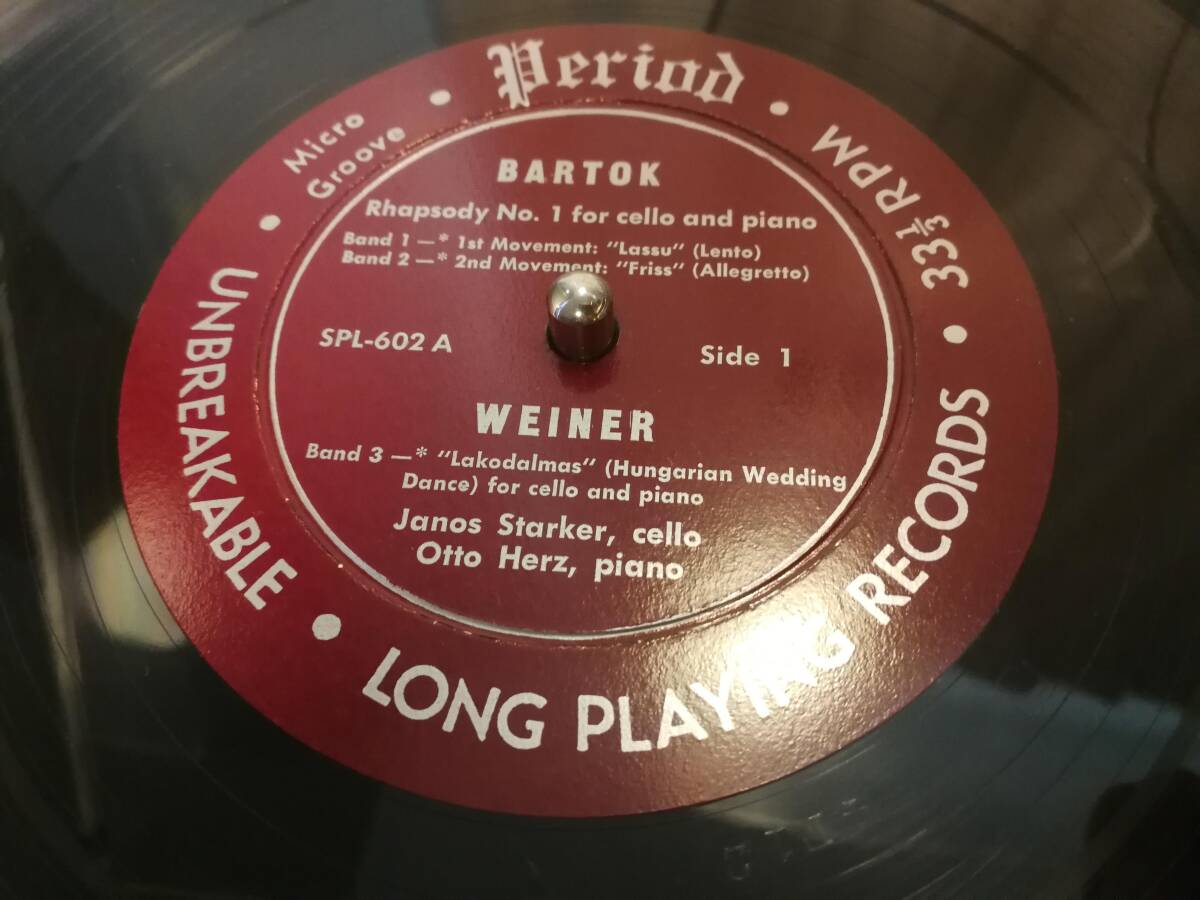 Period
Micro
Groove
33⅓ RPM
BARTOK
Rhapsody No. 1 for cello and piano
Band 1 —* 1st Movement: "Lassu" (Lento)
Band 2 —* 2nd Movement: "Friss" (Allegretto)
SPL-602 A
Side 1
WEINER
Band 3 —* "Lakodalmas" (Hungarian Wedding
Dance) for cello and piano
Janos Starker, cello
Otto Herz, piano
UNBREAKABLE • LONG PLAYING RECORDS